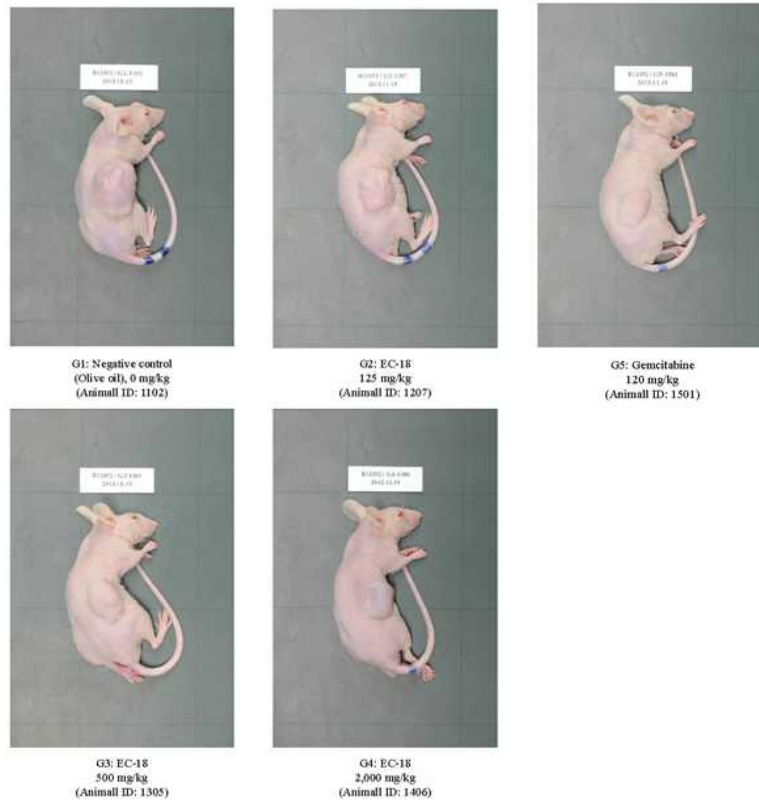 G1: Negative control
(Olive oil), 0 mg/kg
(Animall ID: 1102)
G2: EC-18
125 mg/kg
(Animall ID: 1207)
G5: Gemcitabine
120 mg/kg
(Animall ID: 1501)
G3: EC-18
500 mg/kg
(Animall ID: 1305)
G4: EC-18
2,000 mg/kg
(Animall ID: 1406)